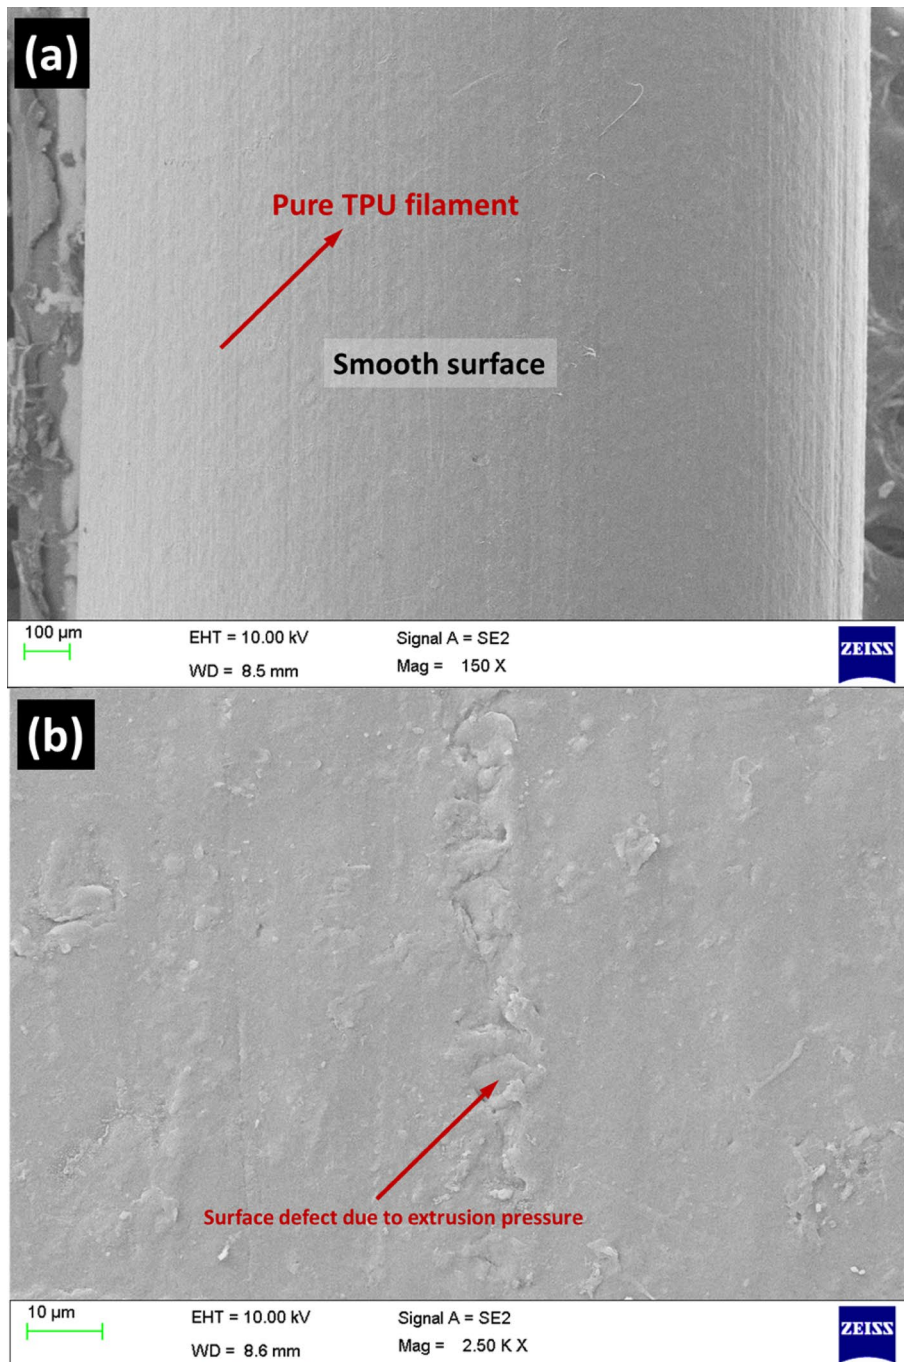 (a)
Pure TPU filament
Smooth surface
100 µm
EHT = 10.00 kV
Signal A = SE2
WD = 8.5 mm
Mag = 150 X
ZEISS
(b)
Surface defect due to extrusion pressure
10 µm
EHT = 10.00 kV
Signal A = SE2
WD = 8.6 mm
Mag = 2.50 K X
ZEISS